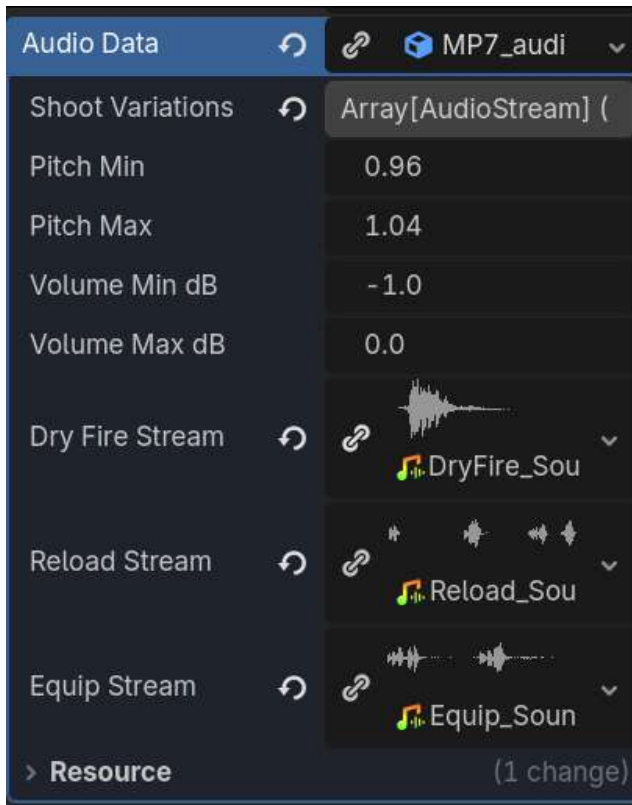 Audio Data MP7_audi
Shoot Variations Array[AudioStream] (
Pitch Min 0.96
Pitch Max 1.04
Volume Min dB -1.0
Volume Max dB 0.0
Dry Fire Stream DryFire_Sou
Reload Stream Reload_Sou
Equip Stream Equip_Soun
Resource (1 change)